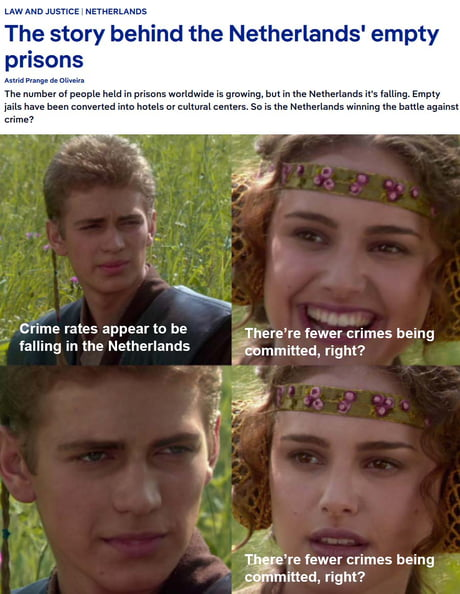 LAW AND JUSTICE | NETHERLANDS
The story behind the Netherlands' empty
prisons
Astrid Prange de Oliveira
The number of people held in prisons worldwide is growing, but in the Netherlands it's falling. Empty
jails have been converted into hotels or cultural centers. So is the Netherlands winning the battle against
crime?
Crime rates appear to be
falling in the Netherlands
There're fewer crimes being
committed, right?
There're fewer crimes being
committed, right?